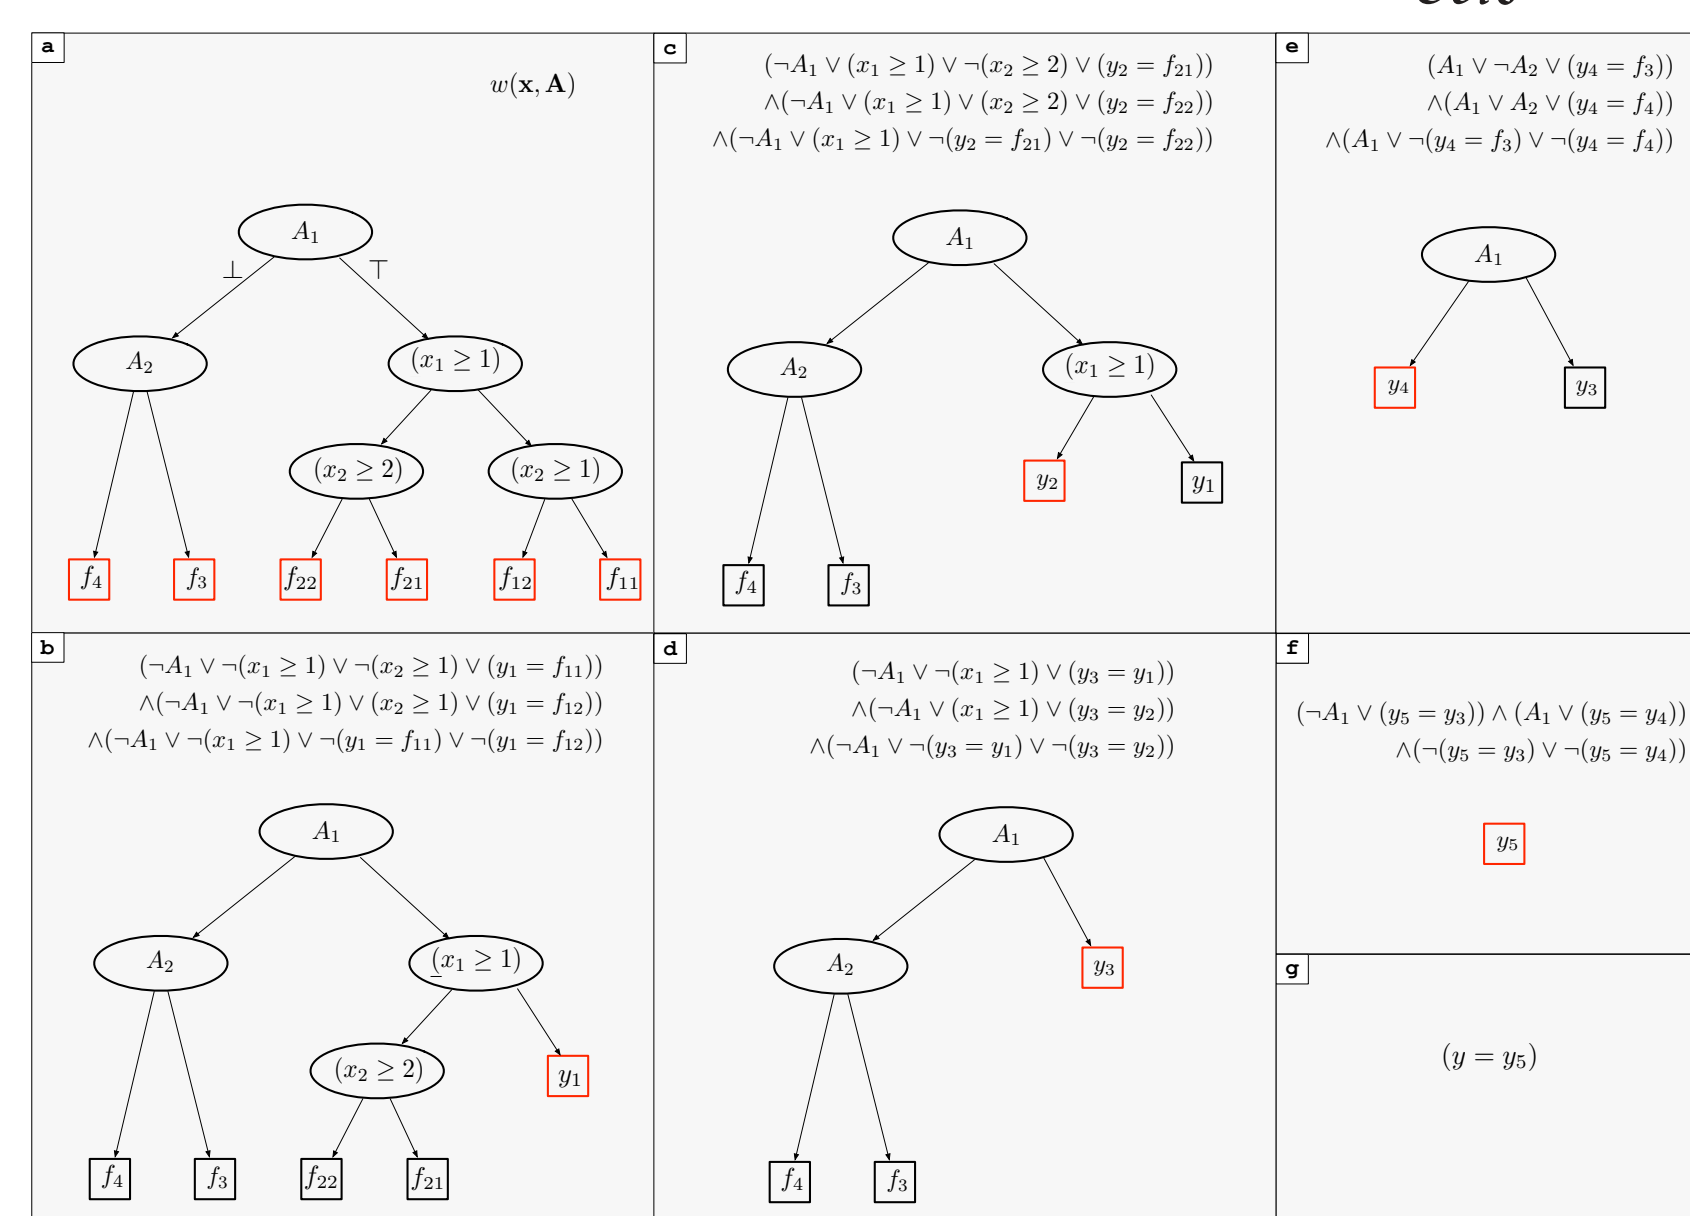 a
w(x, A)
A₁
⊥ ⊤
A₂ (x₁ ≥ 1)
(x₂ ≥ 2) (x₂ ≥ 1)
f₄ f₃ f₂₂ f₂₁ f₁₂ f₁₁
b
(¬A₁ ∨ ¬(x₁ ≥ 1) ∨ ¬(x₂ ≥ 1) ∨ (y₁ = f₁₁))
∧(¬A₁ ∨ ¬(x₁ ≥ 1) ∨ (x₂ ≥ 1) ∨ (y₁ = f₁₂))
∧(¬A₁ ∨ ¬(x₁ ≥ 1) ∨ ¬(y₁ = f₁₁) ∨ ¬(y₁ = f₁₂))
A₁
A₂ (x₁ ≥ 1)
(x₂ ≥ 2) y₁
f₄ f₃ f₂₂ f₂₁
c
(¬A₁ ∨ (x₁ ≥ 1) ∨ ¬(x₂ ≥ 2) ∨ (y₂ = f₂₁))
∧(¬A₁ ∨ (x₁ ≥ 1) ∨ (x₂ ≥ 2) ∨ (y₂ = f₂₂))
∧(¬A₁ ∨ (x₁ ≥ 1) ∨ ¬(y₂ = f₂₁) ∨ ¬(y₂ = f₂₂))
A₁
A₂ (x₁ ≥ 1)
y₂ y₁
f₄ f₃
d
(¬A₁ ∨ ¬(x₁ ≥ 1) ∨ (y₃ = y₁))
∧(¬A₁ ∨ (x₁ ≥ 1) ∨ (y₃ = y₂))
∧(¬A₁ ∨ ¬(y₃ = y₁) ∨ ¬(y₃ = y₂))
A₁
A₂ y₃
f₄ f₃
e
(A₁ ∨ ¬A₂ ∨ (y₄ = f₃))
∧(A₁ ∨ A₂ ∨ (y₄ = f₄))
∧(A₁ ∨ ¬(y₄ = f₃) ∨ ¬(y₄ = f₄))
A₁
y₄ y₃
f
(¬A₁ ∨ (y₅ = y₃)) ∧ (A₁ ∨ (y₅ = y₄))
∧(¬(y₅ = y₃) ∨ ¬(y₅ = y₄))
y₅
g
(y = y₅)